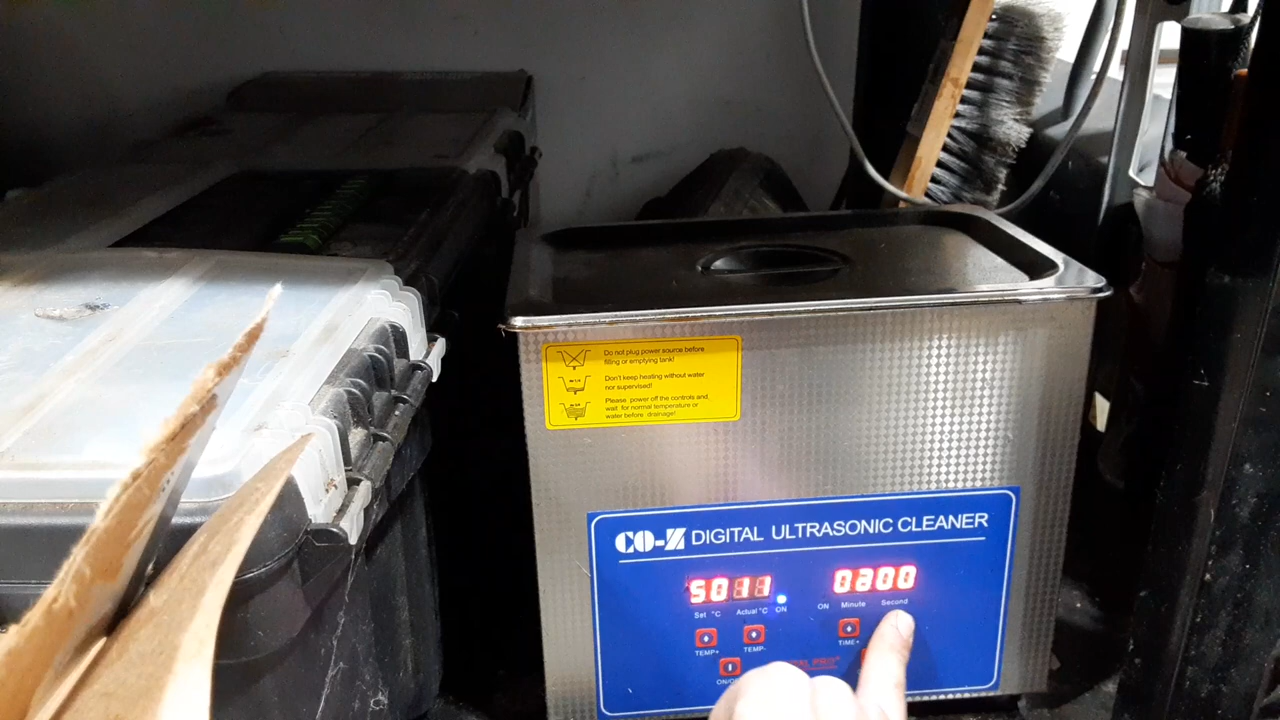 Do not plug power source before
filling or emptying tank!
Don't keep heating without water
nor supervised!
Please power off the controls and,
wait for normal temperature or
water before drainage!
CO-Z DIGITAL ULTRASONIC CLEANER
5011
Set °C Actual °C ON
ON Minute Second
TEMP+ TEMP- TIME+